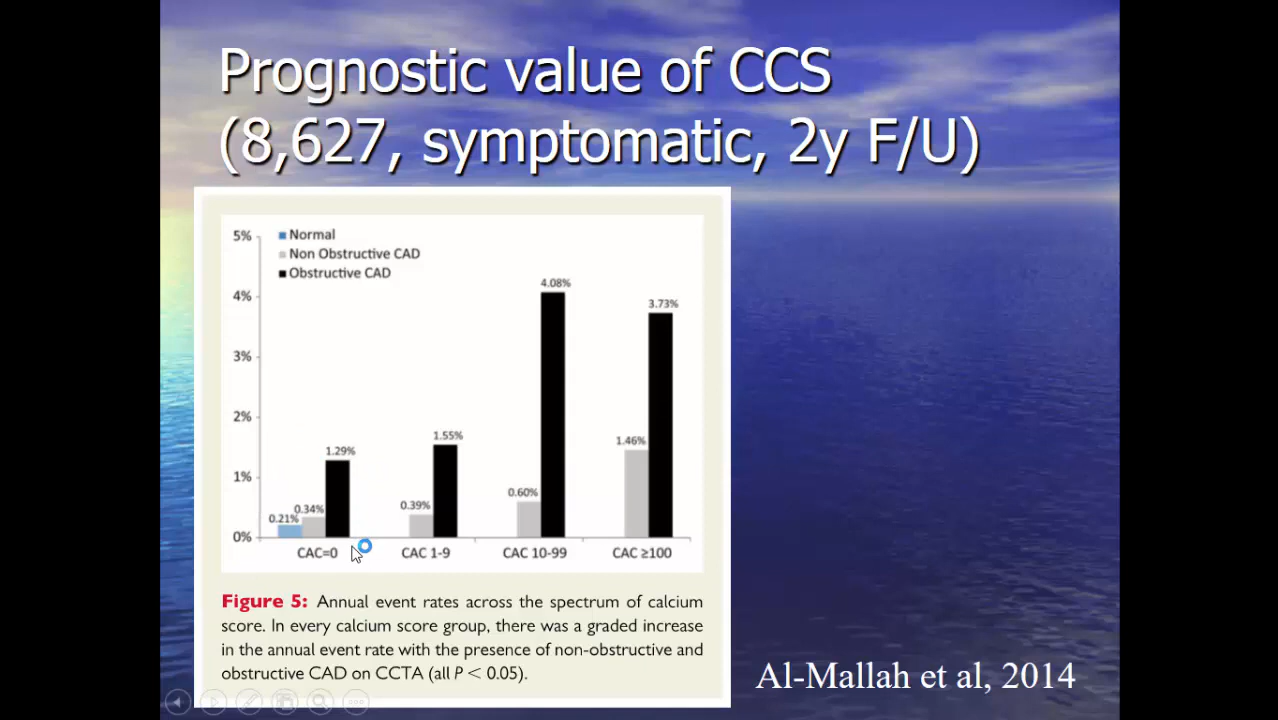 Prognostic value of CCS
(8,627, symptomatic, 2y F/U)
5%
4%
3%
2%
1%
0%
Normal
Non Obstructive CAD
Obstructive CAD
0.21%
0.34%
1.29%
0.39%
1.55%
0.60%
4.08%
1.46%
3.73%
CAC=0
CAC 1-9
CAC 10-99
CAC ≥100
Figure 5: Annual event rates across the spectrum of calcium
score. In every calcium score group, there was a graded increase
in the annual event rate with the presence of non-obstructive and
obstructive CAD on CCTA (all P < 0.05).
Al-Mallah et al, 2014